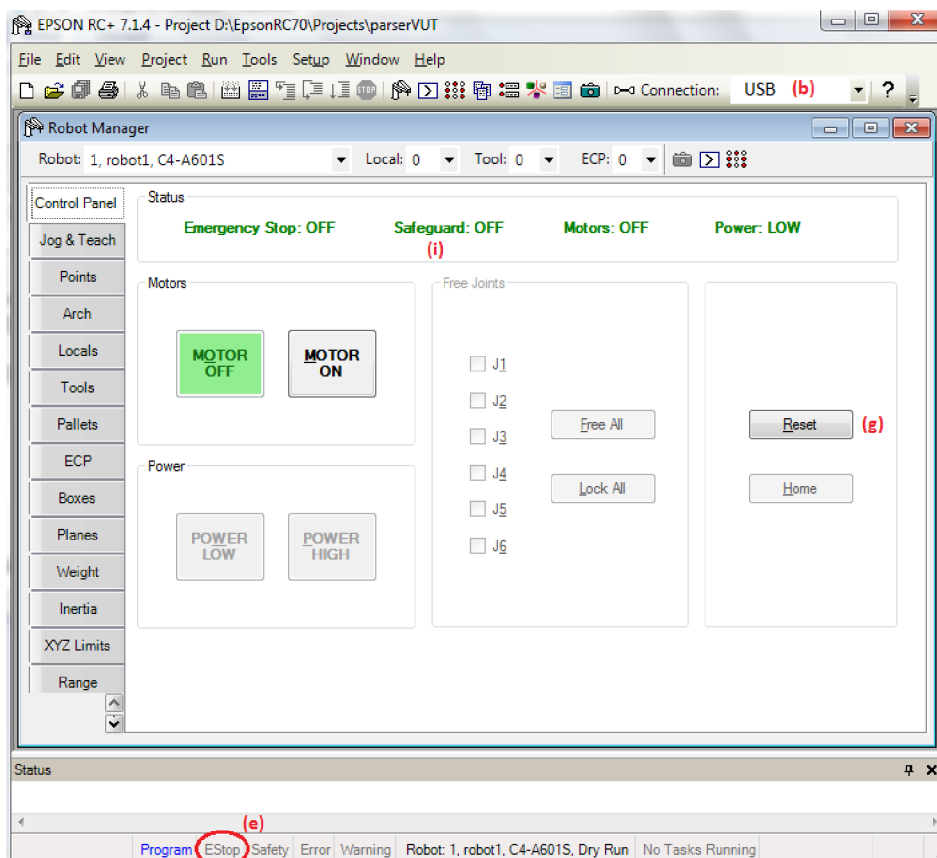 EPSON RC+ 7.1.4 - Project D:\EpsonRC70\Projects\parserVUT
File Edit View Project Run Tools Setup Window Help
STOP Connection: USB (b) ?
Robot Manager
Robot: 1, robot1, C4-A601S Local: 0 Tool: 0 ECP: 0
Control Panel
Jog & Teach
Points
Arch
Locals
Tools
Pallets
ECP
Boxes
Planes
Weight
Inertia
XYZ Limits
Range
Status
Emergency Stop: OFF Safeguard: OFF Motors: OFF Power: LOW
(i)
Motors
MOTOR OFF
MOTOR ON
Power
POWER LOW
POWER HIGH
Free Joints
J1
J2
J3
J4
J5
J6
Free All
Lock All
Reset (g)
Home
Status
(e)
Program EStop Safety Error Warning Robot: 1, robot1, C4-A601S, Dry Run No Tasks Running